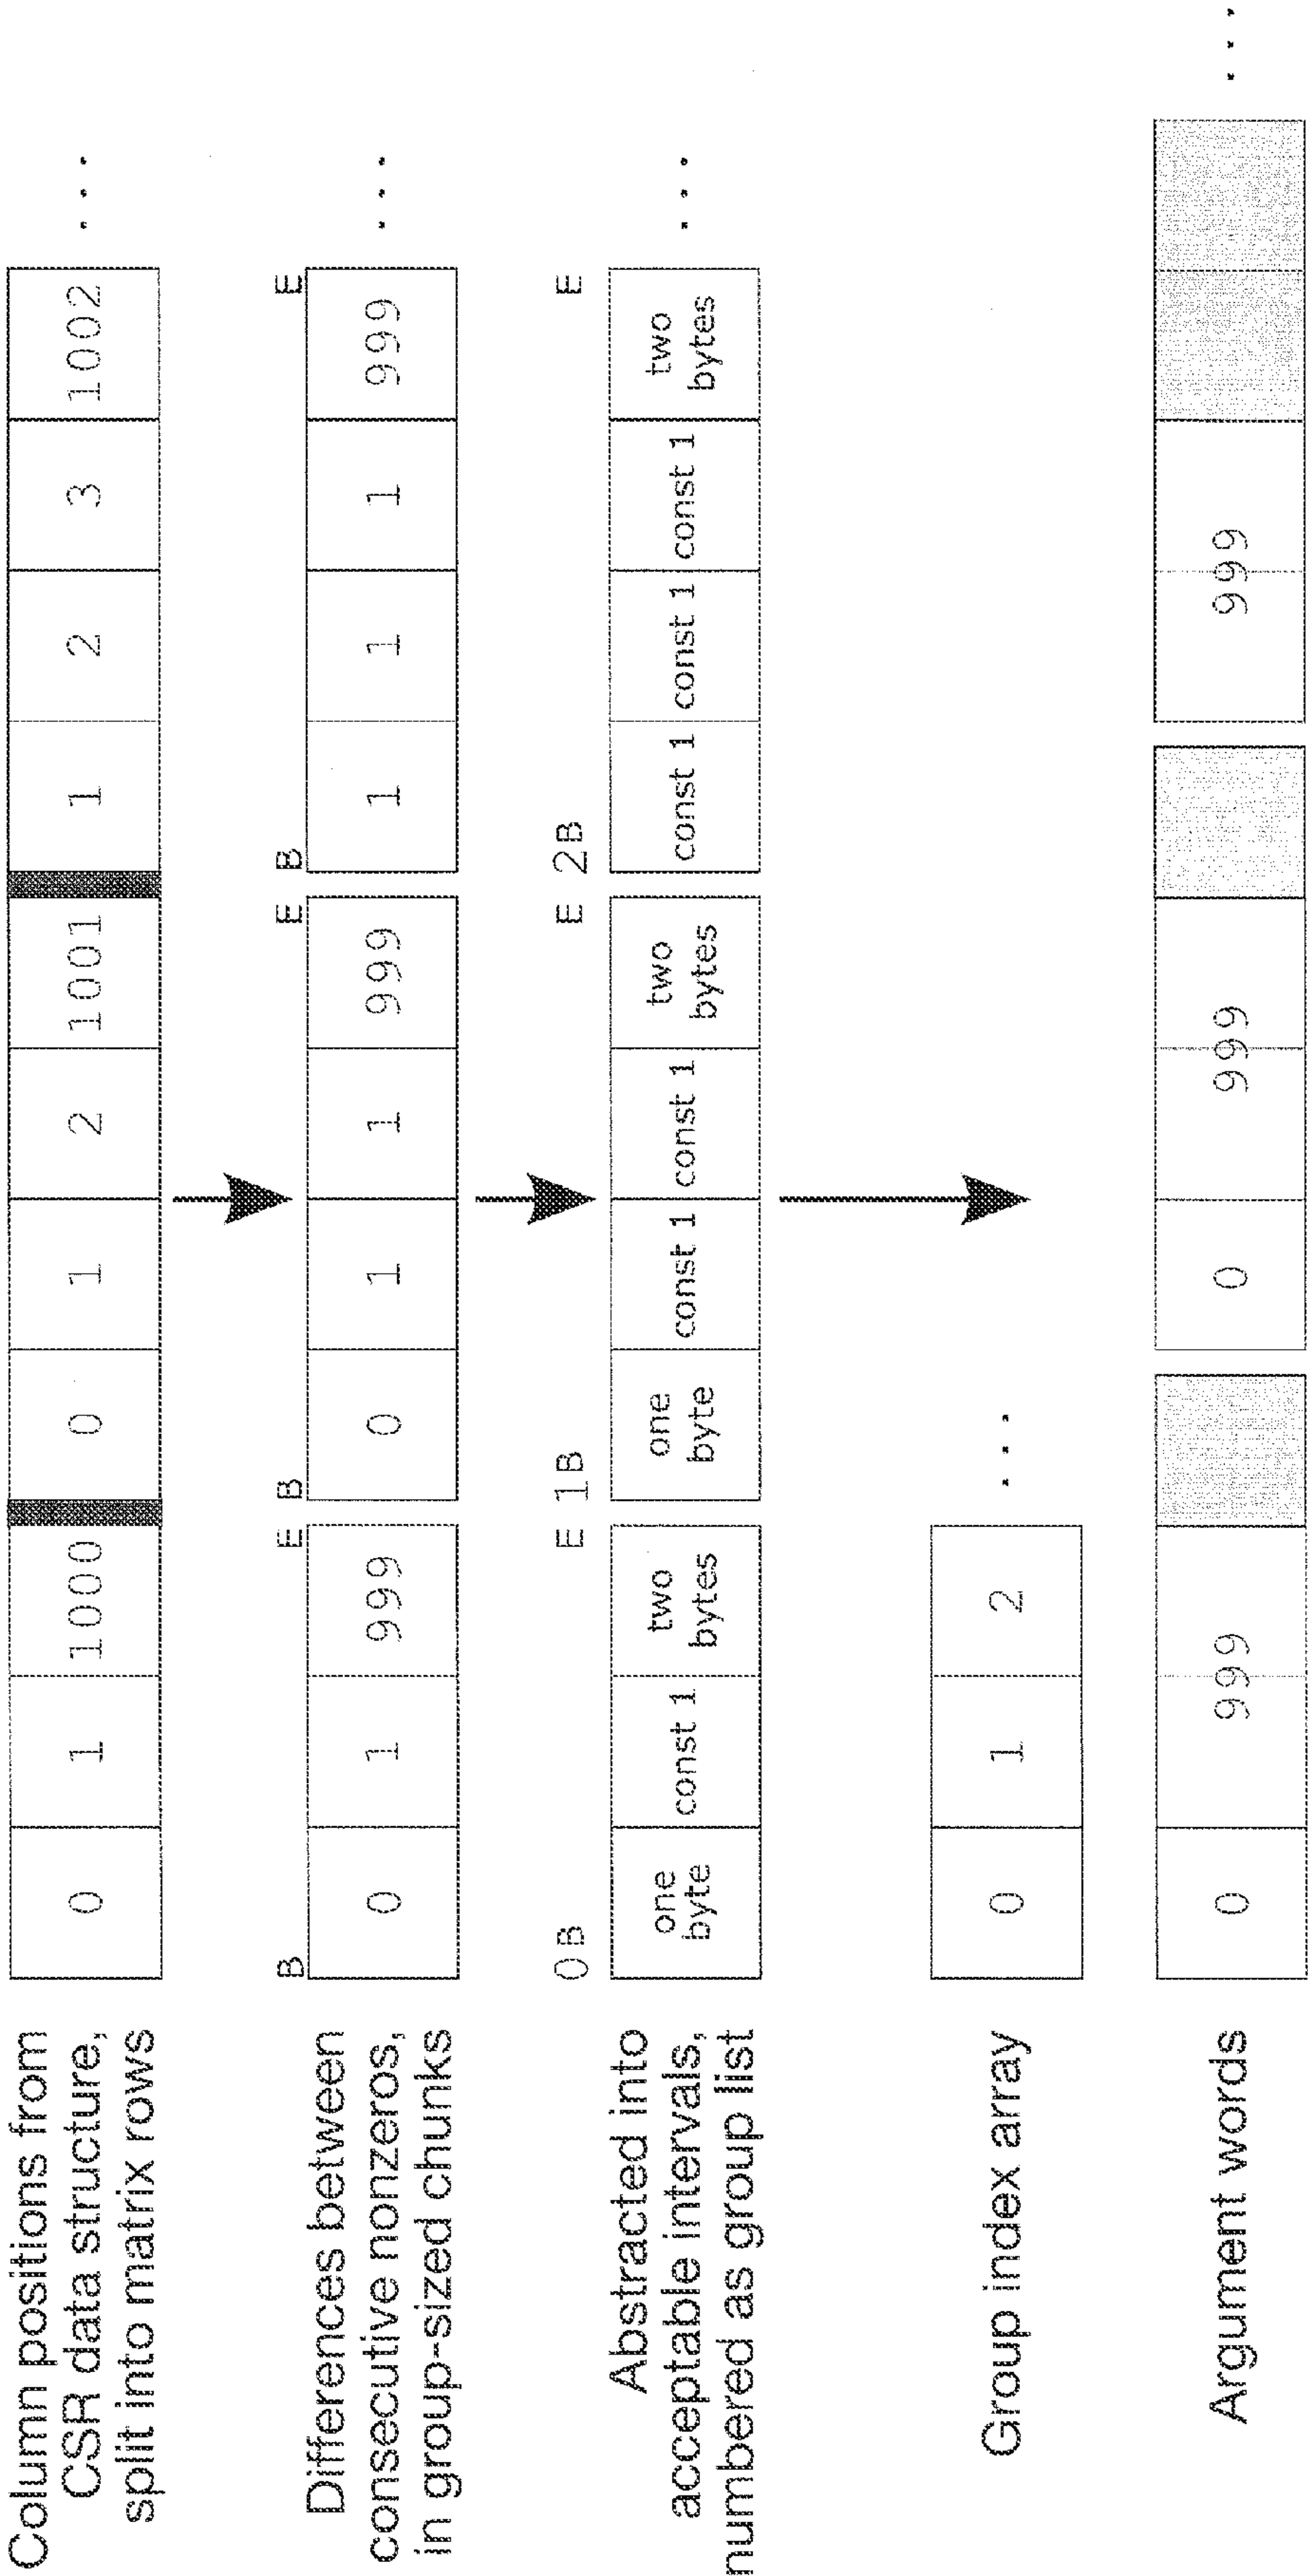 Column positions from
CSR data structure,
split into matrix rows
0 1 1000 0 1 2 1001 1 2 3 1002 ...
B E B E B E
Differences between
consecutive nonzeros,
in group-sized chunks
0 1 999 0 1 1 999 1 1 1 999 ...
0B E 1B E 2B E
Abstracted into
acceptable intervals,
numbered as group list
one byte const 1 two bytes one byte const 1 const 1 two bytes const 1 const 1 const 1 two bytes ...
Group index array
0 1 2 ...
Argument words
0 999 0 999 999 ...